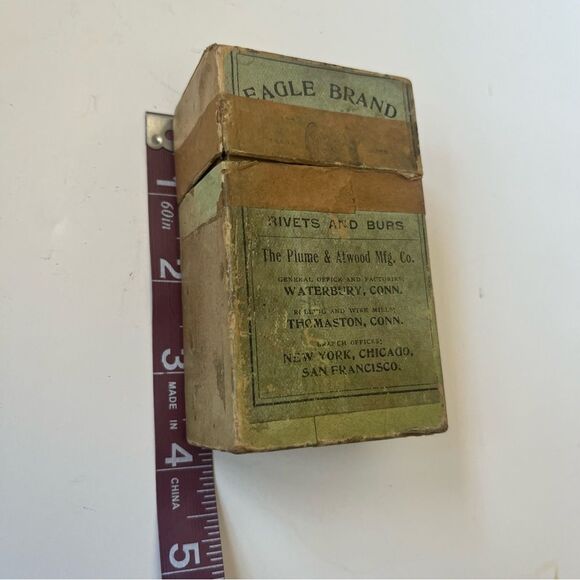 EAGLE BRAND
RIVETS AND BURS
The Plume & Atwood Mfg. Co.
GENERAL OFFICE AND FACTORIES:
WATERBURY, CONN.
ROLLING AND WIRE MILLS:
THOMASTON, CONN.
BRANCH OFFICES:
NEW YORK, CHICAGO,
SAN FRANCISCO.
1
60in
2
3
MADE IN
4
CHINA
5